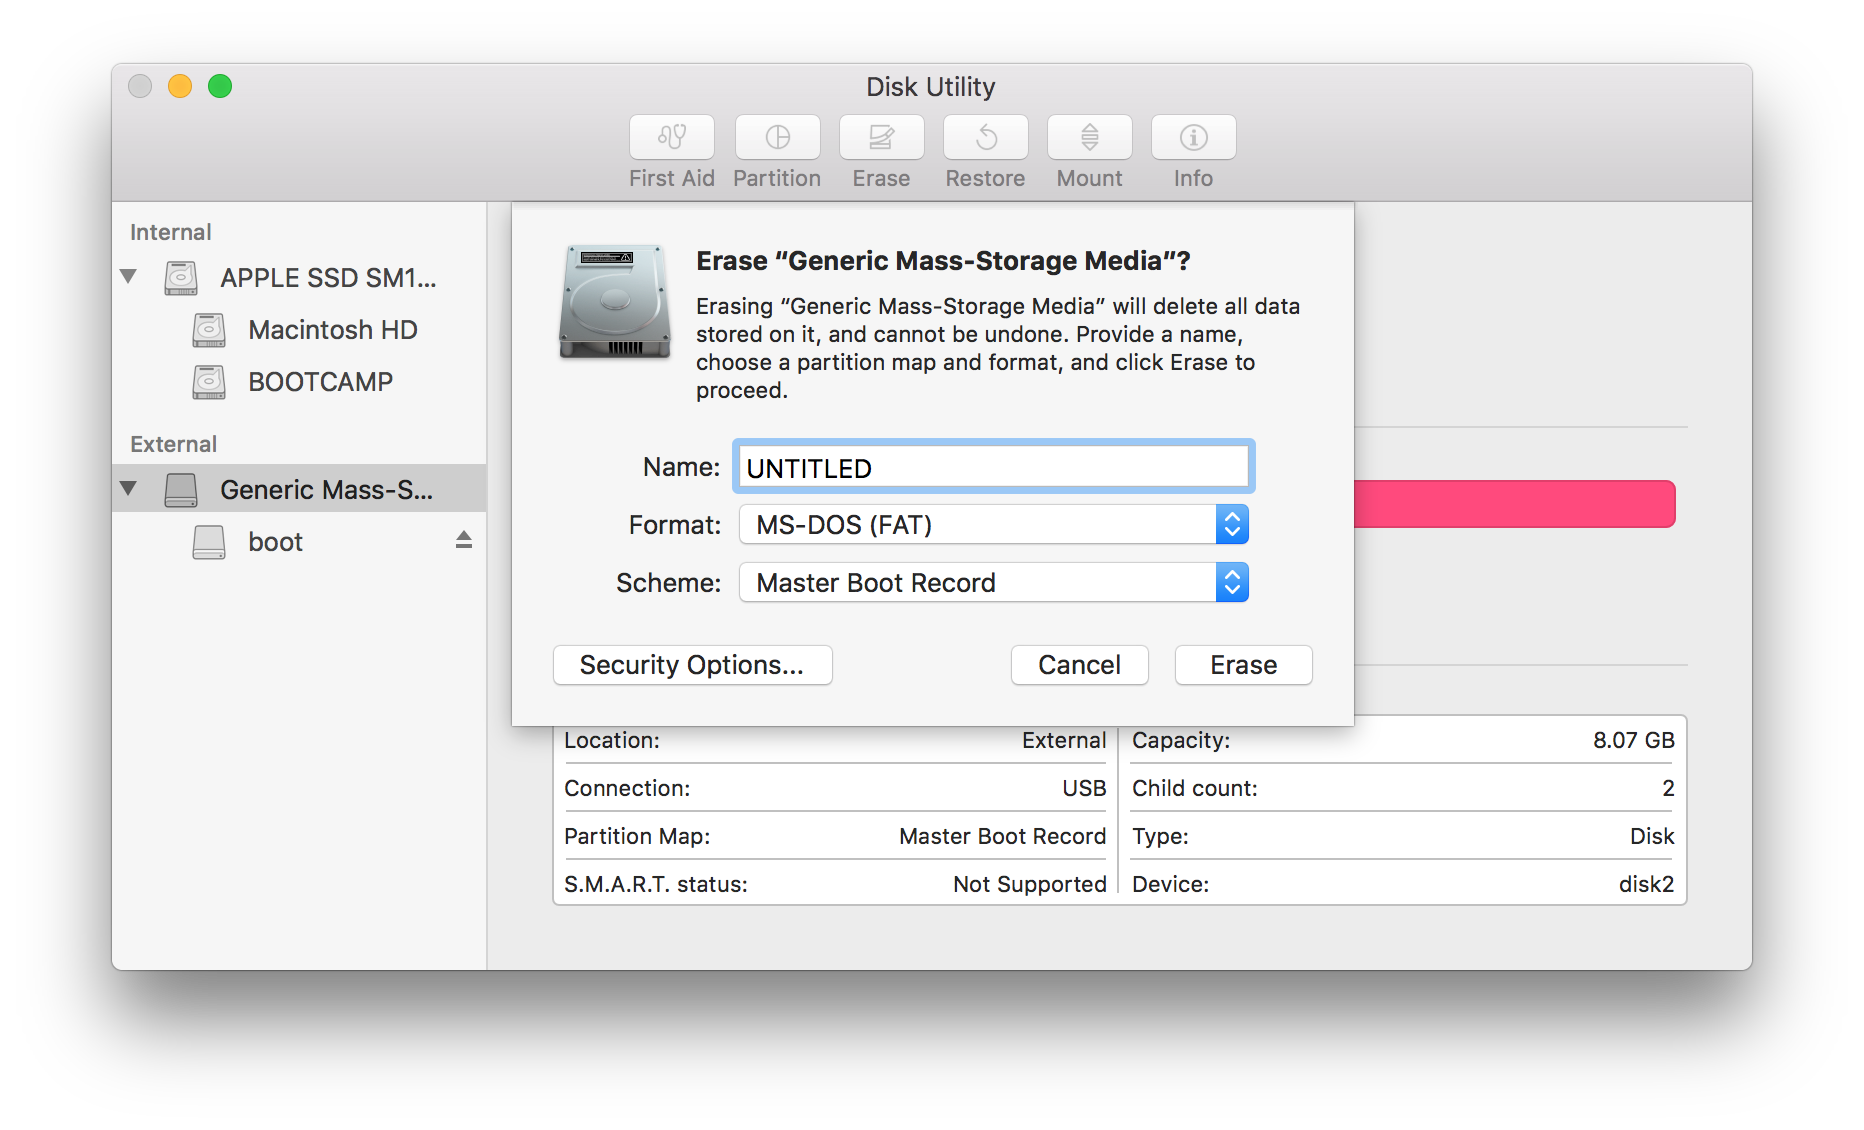 Disk Utility
First Aid
Partition
Erase
Restore
Mount
Info
Internal
APPLE SSD SM1...
Macintosh HD
BOOTCAMP
External
Generic Mass-S...
boot
Erase “Generic Mass-Storage Media”?
Erasing “Generic Mass-Storage Media” will delete all data
stored on it, and cannot be undone. Provide a name,
choose a partition map and format, and click Erase to
proceed.
Name: UNTITLED
Format: MS-DOS (FAT)
Scheme: Master Boot Record
Security Options...
Cancel
Erase
Location: External
Capacity: 8.07 GB
Connection: USB
Child count: 2
Partition Map: Master Boot Record
Type: Disk
S.M.A.R.T. status: Not Supported
Device: disk2